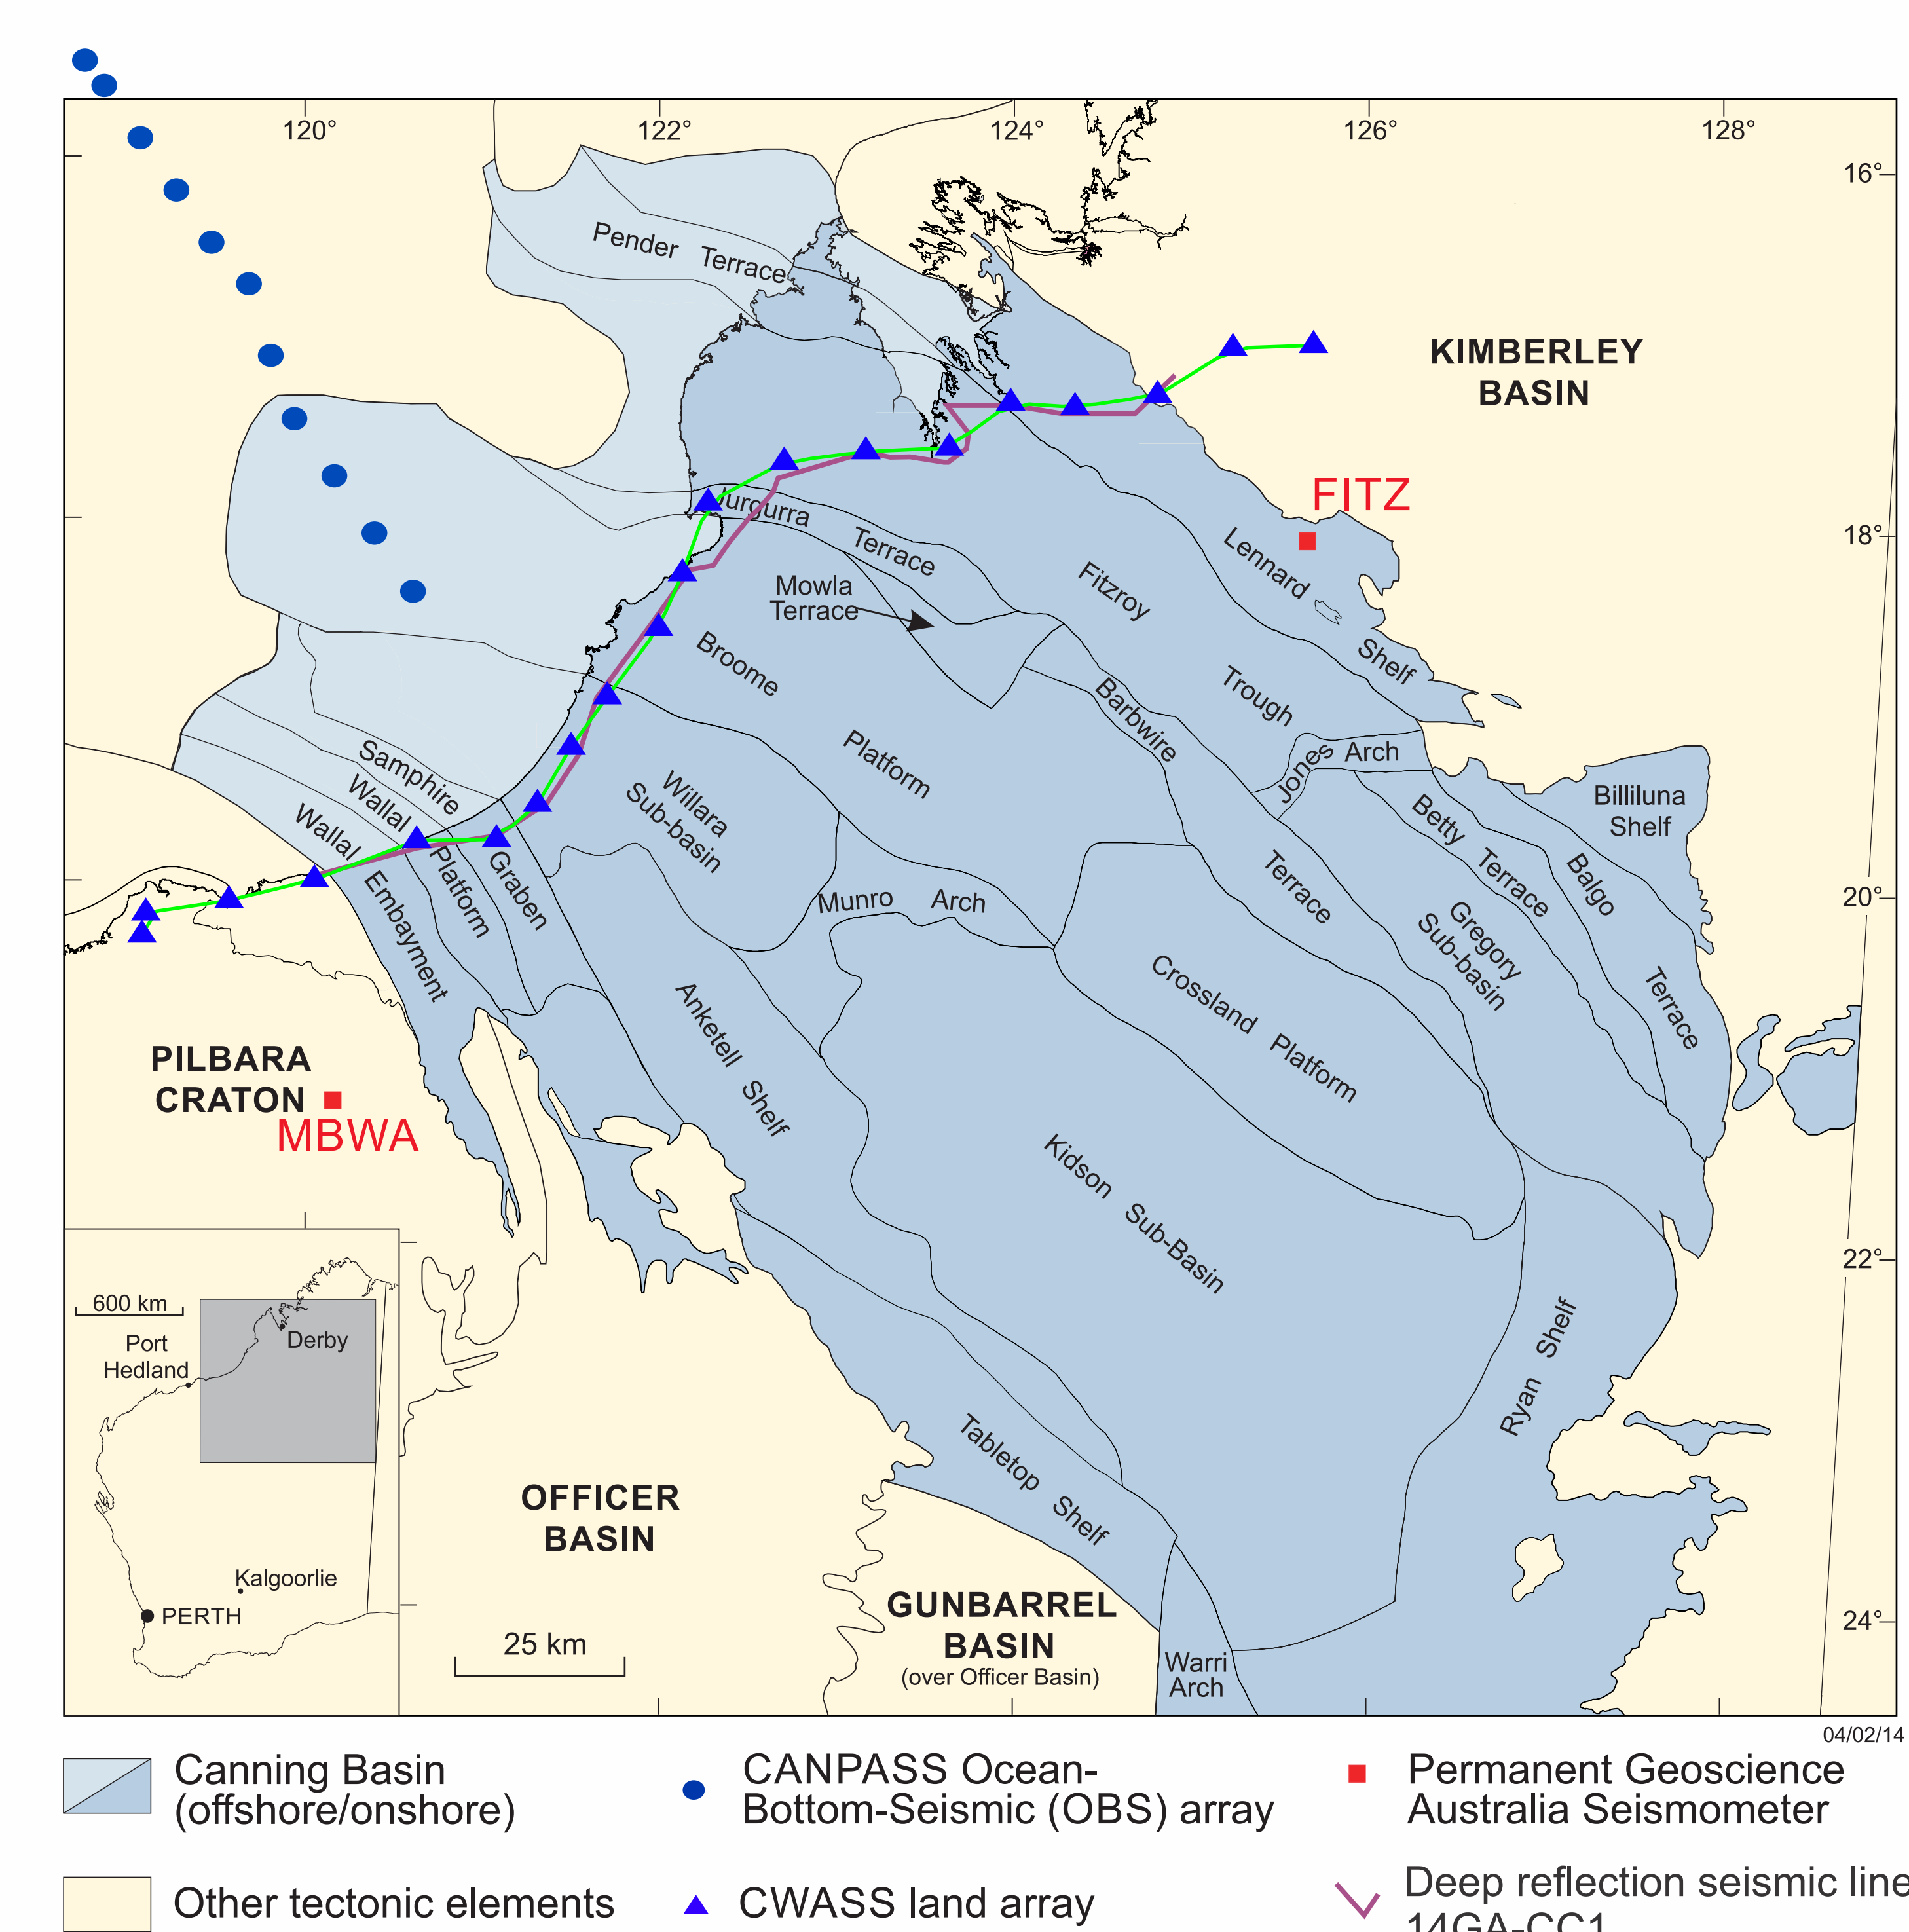 120°
122°
124°
126°
128°
16°
18°
20°
22°
24°
Pender Terrace
KIMBERLEY
BASIN
FITZ
Jurgurra
Terrace
Mowla
Terrace
Lennard
Shelf
Fitzroy
Trough
Broome
Platform
Barbwire
Terrace
Jones
Arch
Billiluna
Shelf
Betty
Terrace
Balgo
Terrace
Gregory
Sub-basin
Samphire
Graben
Wallal
Platform
Wallal
Embayment
Willara
Sub-basin
Munro Arch
Crossland Platform
Anketell Shelf
Kidson Sub-Basin
PILBARA
CRATON
MBWA
Ryan Shelf
Tabletop Shelf
OFFICER
BASIN
GUNBARREL
BASIN
(over Officer Basin)
Warri
Arch
25 km
600 km
Port
Hedland
Derby
Kalgoorlie
PERTH
04/02/14
Canning Basin
(offshore/onshore)
CANPASS Ocean-
Bottom-Seismic (OBS) array
Permanent Geoscience
Australia Seismometer
Other tectonic elements
CWASS land array
Deep reflection seismic line
14GA-CC1